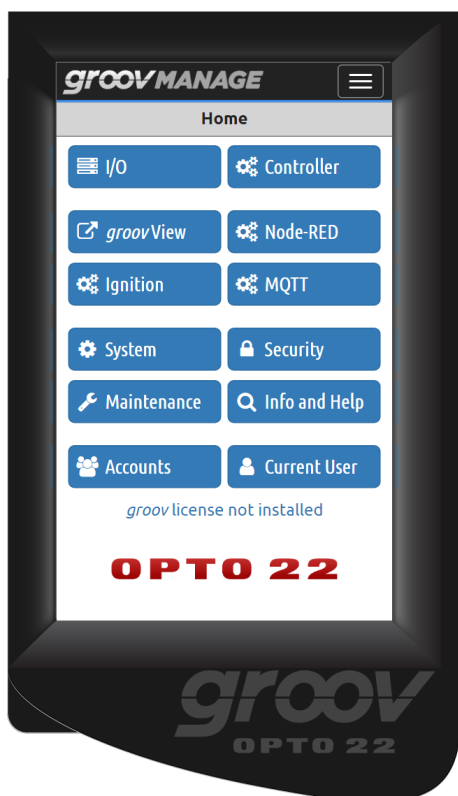 groov MANAGE
Home
I/O
Controller
groov View
Node-RED
Ignition
MQTT
System
Security
Maintenance
Info and Help
Accounts
Current User
groov license not installed
OPTO 22
groov
OPTO 22